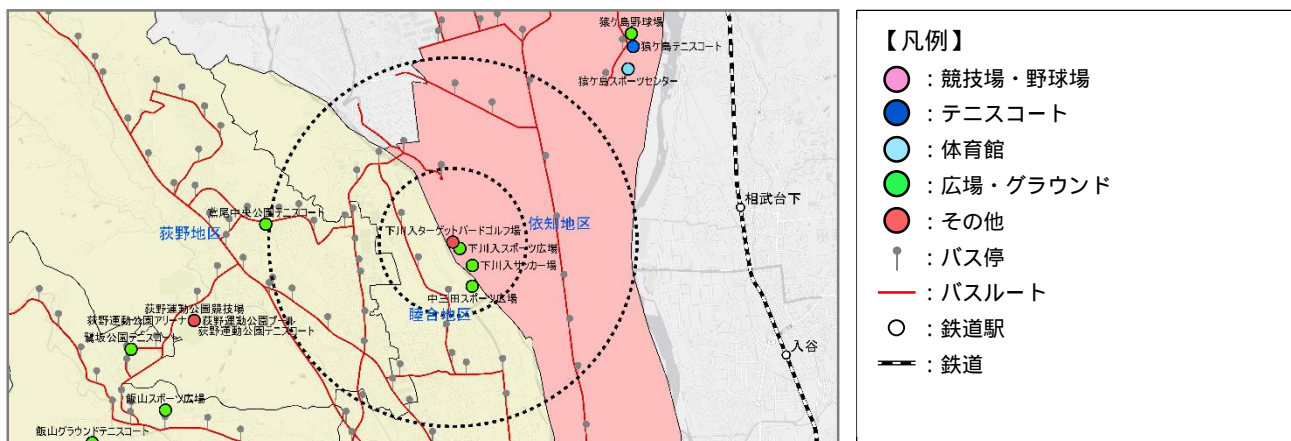 猿ケ島野球場
猿ケ島テニスコート
猿ケ島スポーツセンター
相武台下
鳶尾中央公園テニスコート
荻野地区
依知地区
下川入ターゲットバードゴルフ場
下川入スポーツ広場
下川入サッカー場
中三田スポーツ広場
睦合地区
荻野運動公園競技場
荻野運動公園アリーナ
荻野運動公園プール
荻野運動公園テニスコート
鷺坂公園テニスコート
入谷
飯山スポーツ広場
飯山グラウンドテニスコート
【凡例】
：競技場・野球場
：テニスコート
：体育館
：広場・グラウンド
：その他
：バス停
：バスルート
：鉄道駅
：鉄道